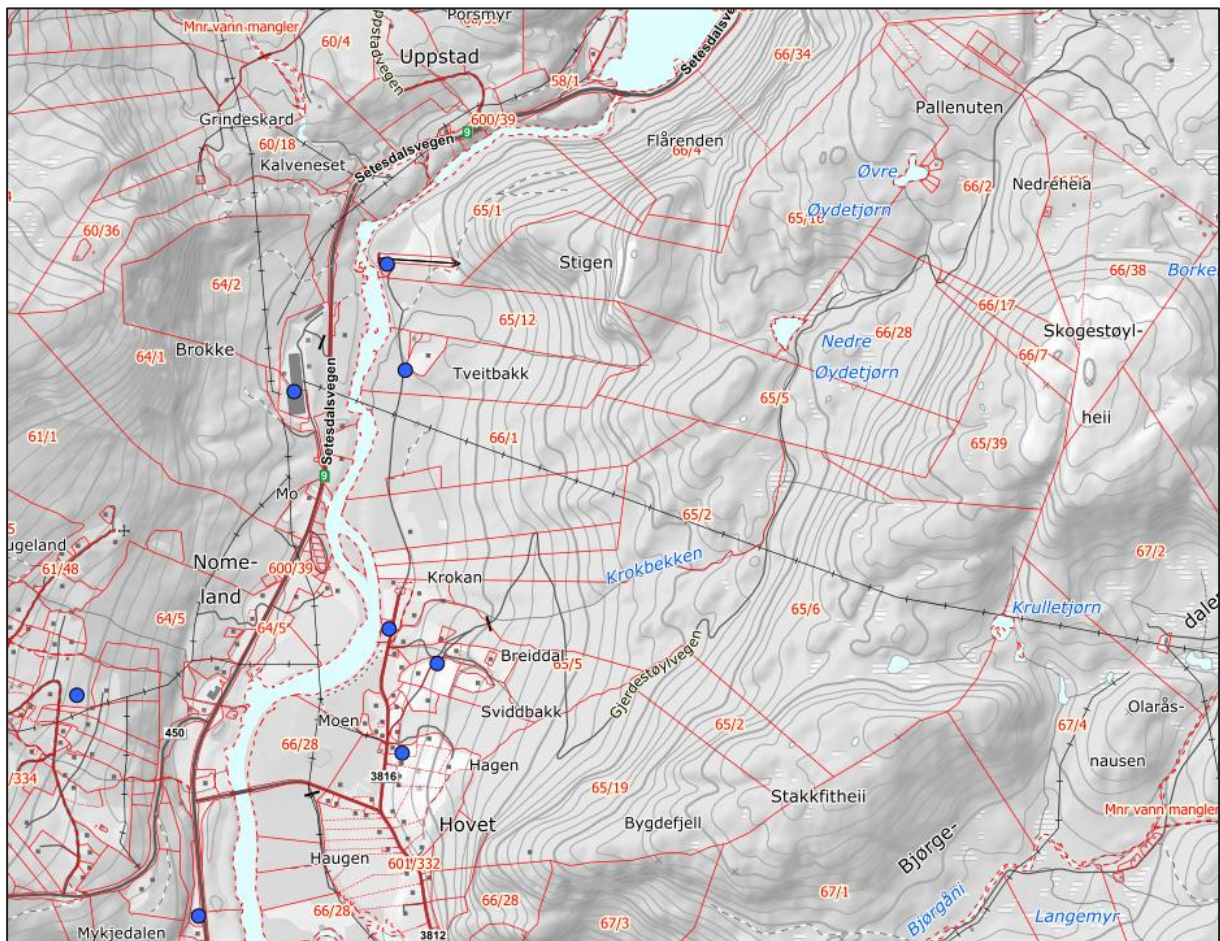 Porsmyr
Mnr vann mangler
60/4
Uppstad
Uppstadvegen
58/1
Setesdalsvegen
66/34
Grindeskard
600/39
9
Pallenuten
60/18
Kalveneset
Setesdalsvegen
Flårenden
66/4
Øvre
Øydetjørn
66/2
Nedreheia
65/1
60/36
Stigen
66/38
Borke
64/2
65/12
66/17
Nedre
Øydetjørn
66/28
Skogestøyl-
heii
64/1
Brokke
66/7
Tveitbakk
65/5
Setesdalsvegen
61/1
66/1
65/39
9
Mo
65/2
ugeland
61/48
Nome-
land
600/39
Krokbekken
67/2
Krokan
65/6
Krulletjørn
dalen
64/5
64/5
Breiddal
65/5
Gjerdestøylvegen
Sviddbakk
Olarås-
nausen
Moen
65/2
67/4
450
66/28
Hagen
/334
3816
65/19
Stakkfitheii
Mnr vann mangler
Hovet
Bygdefjell
Bjørge-
Haugen
601/332
66/28
66/28
67/1
Bjørgåni
Langemyr
67/3
Mykjedalen
3812